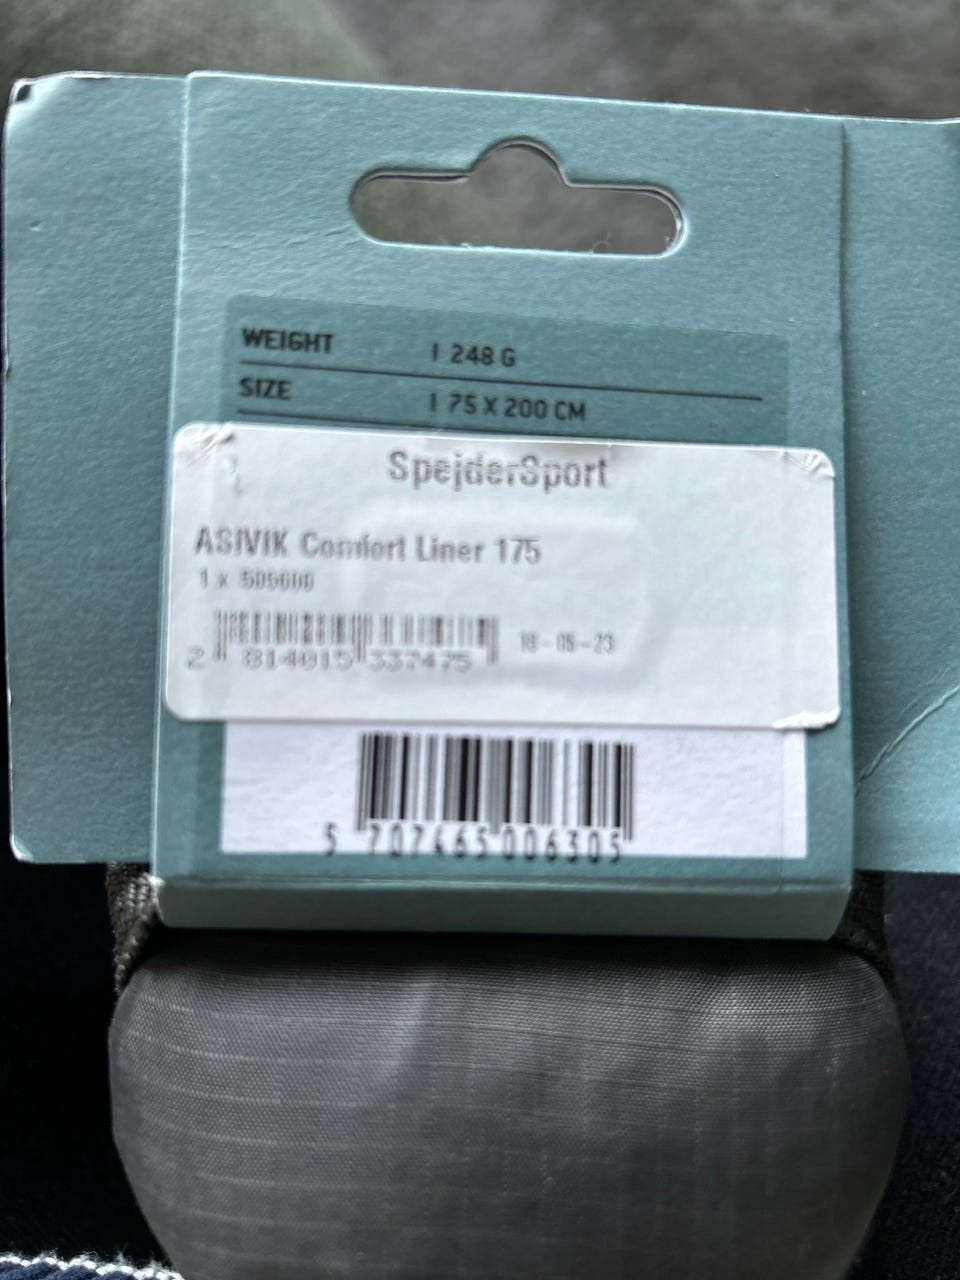 WEIGHT | 248 G
SIZE | 75 X 200 CM
SpejderSport
ASIVIK Comfort Liner 175
1 x 505600
2 814015 337475 18-05-23
5 707465 006305